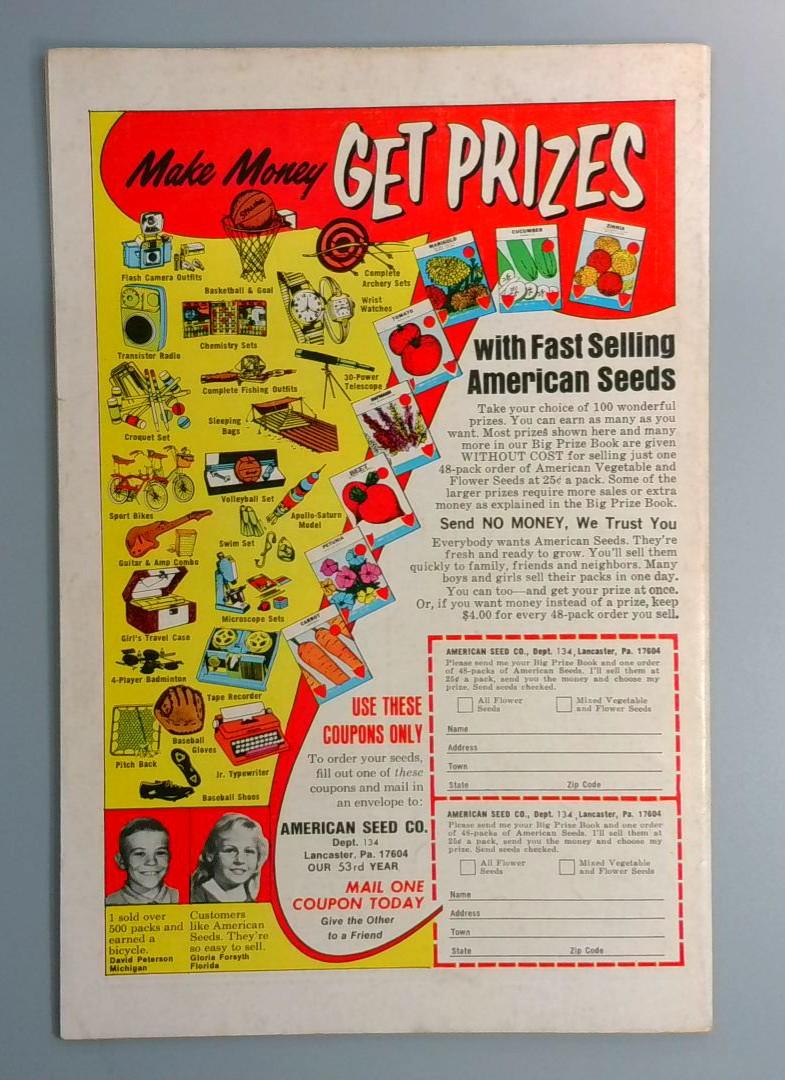 Make Money GET PRIZES
SPALDING
Flash Camera Outfits
Basketball & Goal
Complete
Archery Sets
Wrist
Watches
Transistor Radio
Chemistry Sets
Complete Fishing Outfits
30-Power
Telescope
Croquet Set
Sleeping
Bags
Sport Bikes
Volleyball Set
Apollo-Saturn
Model
Swim Set
Guitar & Amp Combo
Girl's Travel Case
Microscope Sets
4-Player Badminton
Tape Recorder
Baseball
Gloves
Pitch Back
Jr. Typewriter
Baseball Shoes
MARIGOLD
CUCUMBER
ZINNIA
TOMATO
BEET
PETUNIA
CARROT
with Fast Selling
American Seeds
Take your choice of 100 wonderful
prizes. You can earn as many as you
want. Most prizes shown here and many
more in our Big Prize Book are given
WITHOUT COST for selling just one
48-pack order of American Vegetable and
Flower Seeds at 25¢ a pack. Some of the
larger prizes require more sales or extra
money as explained in the Big Prize Book.
Send NO MONEY, We Trust You
Everybody wants American Seeds. They're
fresh and ready to grow. You'll sell them
quickly to family, friends and neighbors. Many
boys and girls sell their packs in one day.
You can too—and get your prize at once.
Or, if you want money instead of a prize, keep
$4.00 for every 48-pack order you sell.
USE THESE
COUPONS ONLY
To order your seeds,
fill out one of these
coupons and mail in
an envelope to:
AMERICAN SEED CO.
Dept. 134
Lancaster, Pa. 17604
OUR 53rd YEAR
MAIL ONE
COUPON TODAY
Give the Other
to a Friend
I sold over
500 packs and
earned a
bicycle.
David Peterson
Michigan
Customers
like American
Seeds. They're
so easy to sell.
Gloria Forsyth
Florida
AMERICAN SEED CO., Dept. 134, Lancaster, Pa. 17604
Please send me your Big Prize Book and one order
of 48-packs of American Seeds. I'll sell them at
25¢ a pack, send you the money and choose my
prize. Send seeds checked.
All Flower
Seeds
Mixed Vegetable
and Flower Seeds
Name
Address
Town
State Zip Code
AMERICAN SEED CO., Dept. 134, Lancaster, Pa. 17604
Please send me your Big Prize Book and one order
of 48-packs of American Seeds. I'll sell them at
25¢ a pack, send you the money and choose my
prize. Send seeds checked.
All Flower
Seeds
Mixed Vegetable
and Flower Seeds
Name
Address
Town
State Zip Code